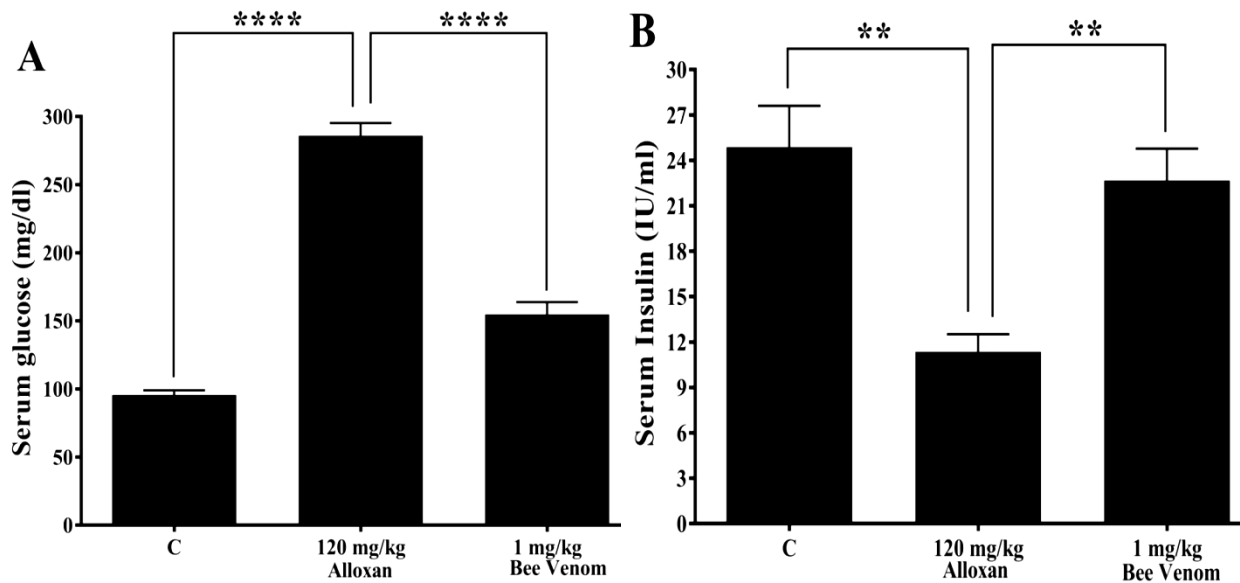 A
****
****
Serum glucose (mg/dl)
300
250
200
150
100
50
0
C
120 mg/kg
Alloxan
1 mg/kg
Bee Venom
B
**
**
Serum Insulin (IU/ml)
30
27
24
21
18
15
12
9
6
3
0
C
120 mg/kg
Alloxan
1 mg/kg
Bee Venom